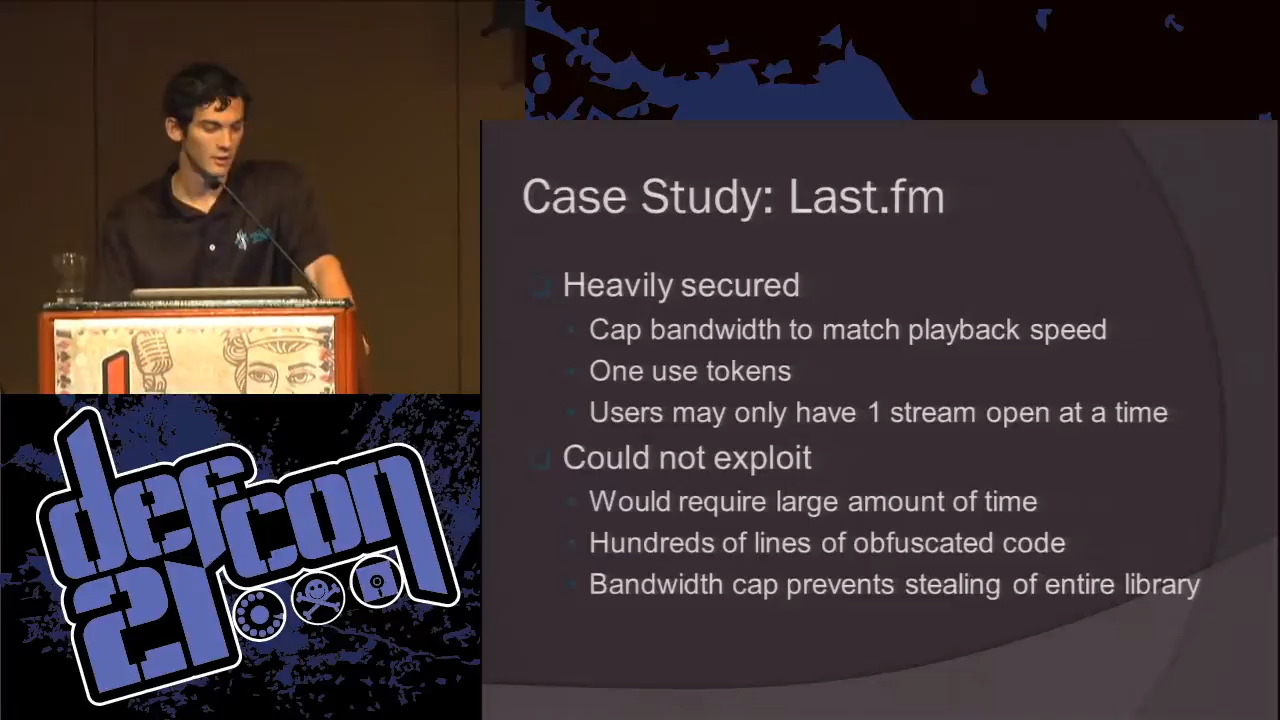 Case Study: Last.fm
Heavily secured
Cap bandwidth to match playback speed
One use tokens
Users may only have 1 stream open at a time
Could not exploit
Would require large amount of time
Hundreds of lines of obfuscated code
Bandwidth cap prevents stealing of entire library
defcon
21